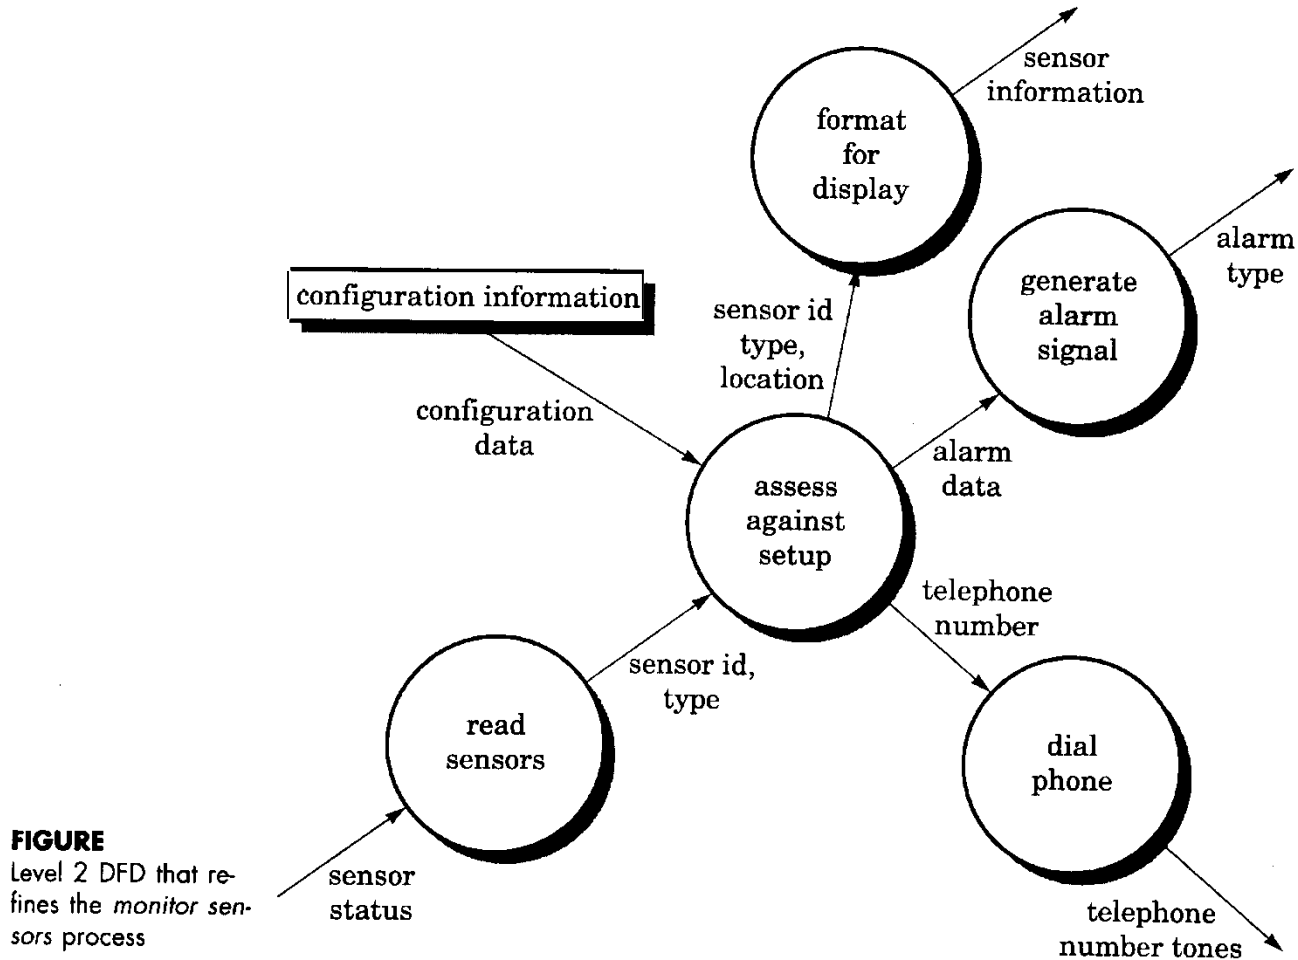 sensor
information
format
for
display
alarm
type
generate
alarm
signal
configuration information
sensor id
type,
location
configuration
data
alarm
data
assess
against
setup
telephone
number
sensor id,
type
read
sensors
dial
phone
FIGURE
Level 2 DFD that re-
fines the monitor sen-
sors process
sensor
status
telephone
number tones